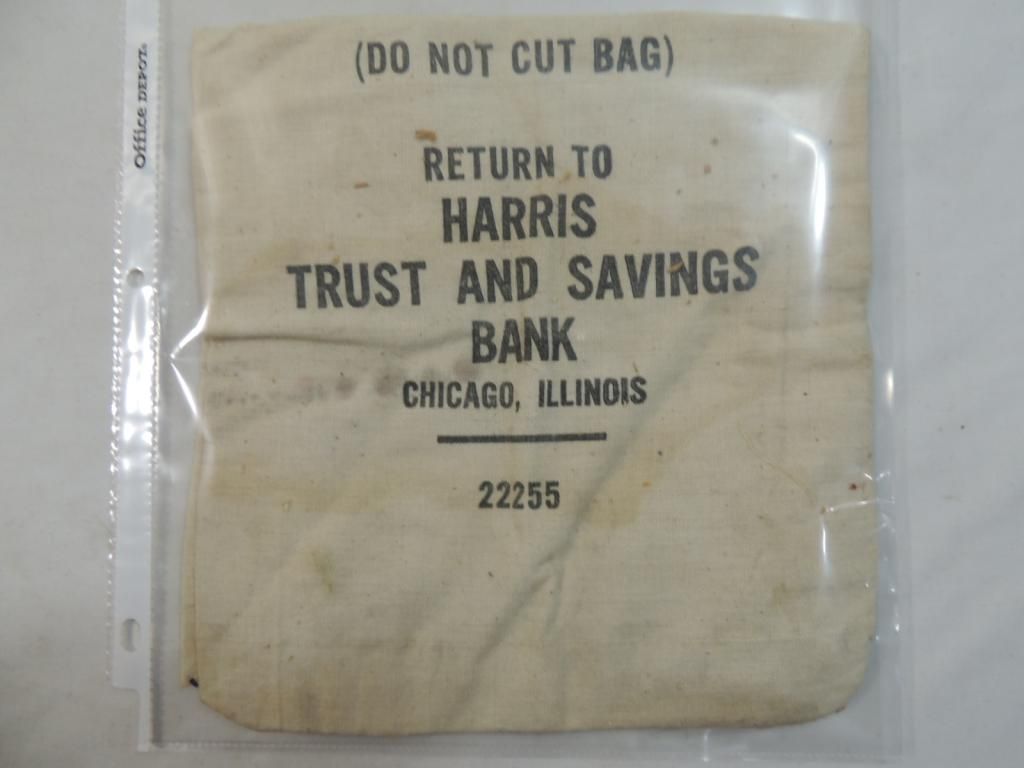 Office DEPOT®
(DO NOT CUT BAG)
RETURN TO
HARRIS
TRUST AND SAVINGS
BANK
CHICAGO, ILLINOIS
22255